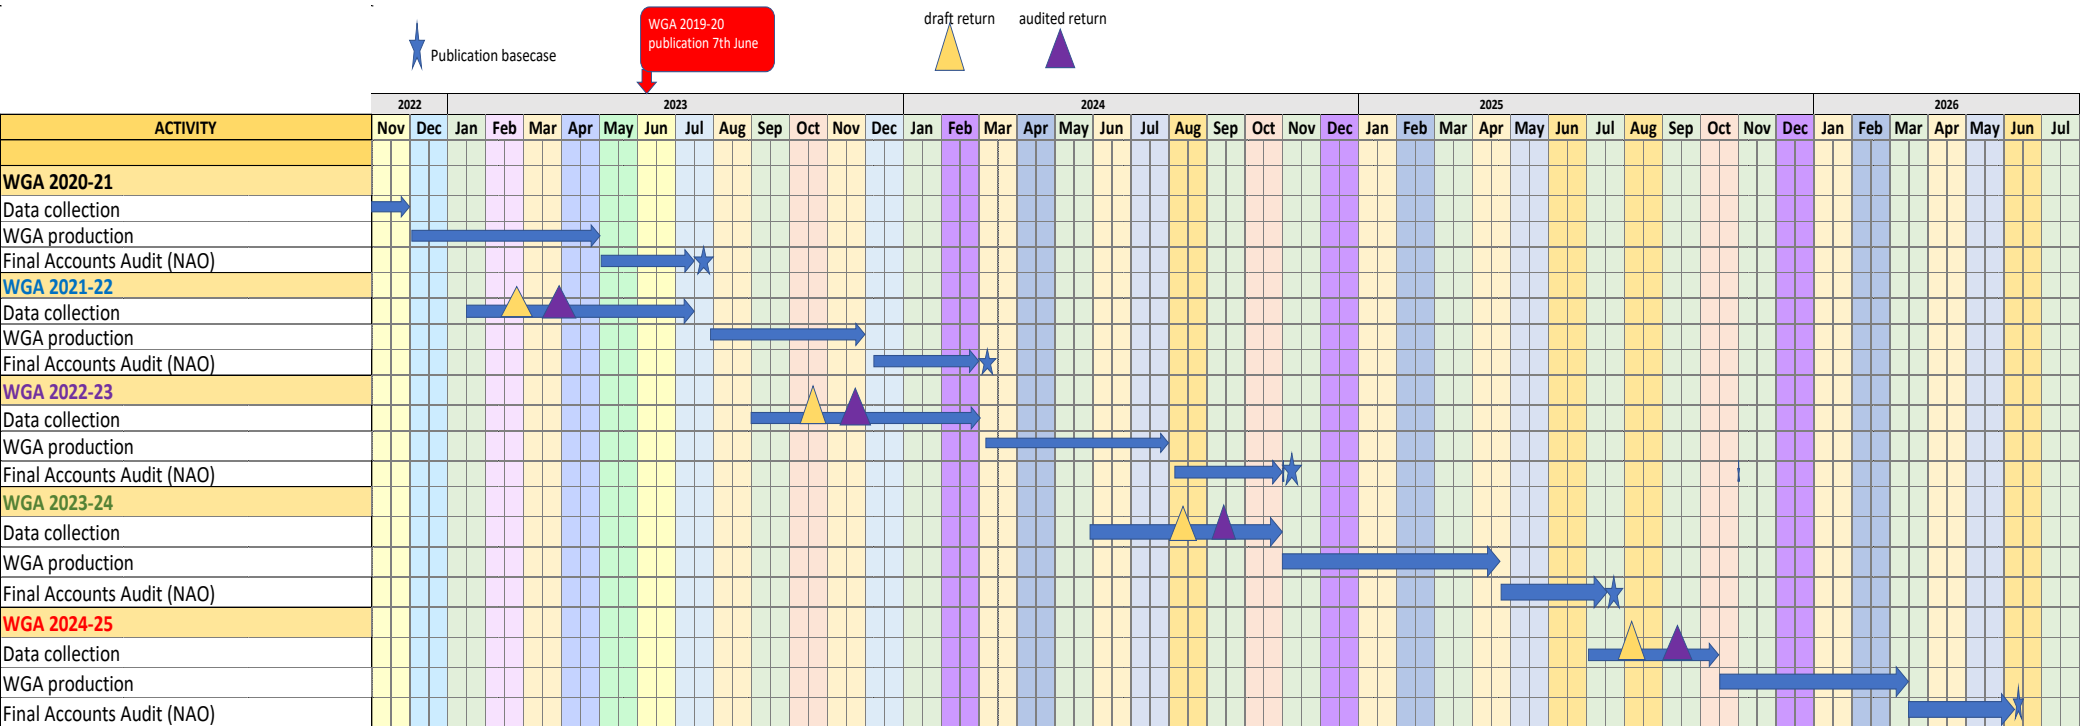 WGA 2019-20
publication 7th June
draft return
audited return
Publication basecase
2022 2023 2024 2025 2026
ACTIVITY Nov Dec Jan Feb Mar Apr May Jun Jul Aug Sep Oct Nov Dec Jan Feb Mar Apr May Jun Jul Aug Sep Oct Nov Dec Jan Feb Mar Apr May Jun Jul Aug Sep Oct Nov Dec Jan Feb Mar Apr May Jun Jul
WGA 2020-21
Data collection
WGA production
Final Accounts Audit (NAO)
WGA 2021-22
Data collection
WGA production
Final Accounts Audit (NAO)
WGA 2022-23
Data collection
WGA production
Final Accounts Audit (NAO)
WGA 2023-24
Data collection
WGA production
Final Accounts Audit (NAO)
WGA 2024-25
Data collection
WGA production
Final Accounts Audit (NAO)